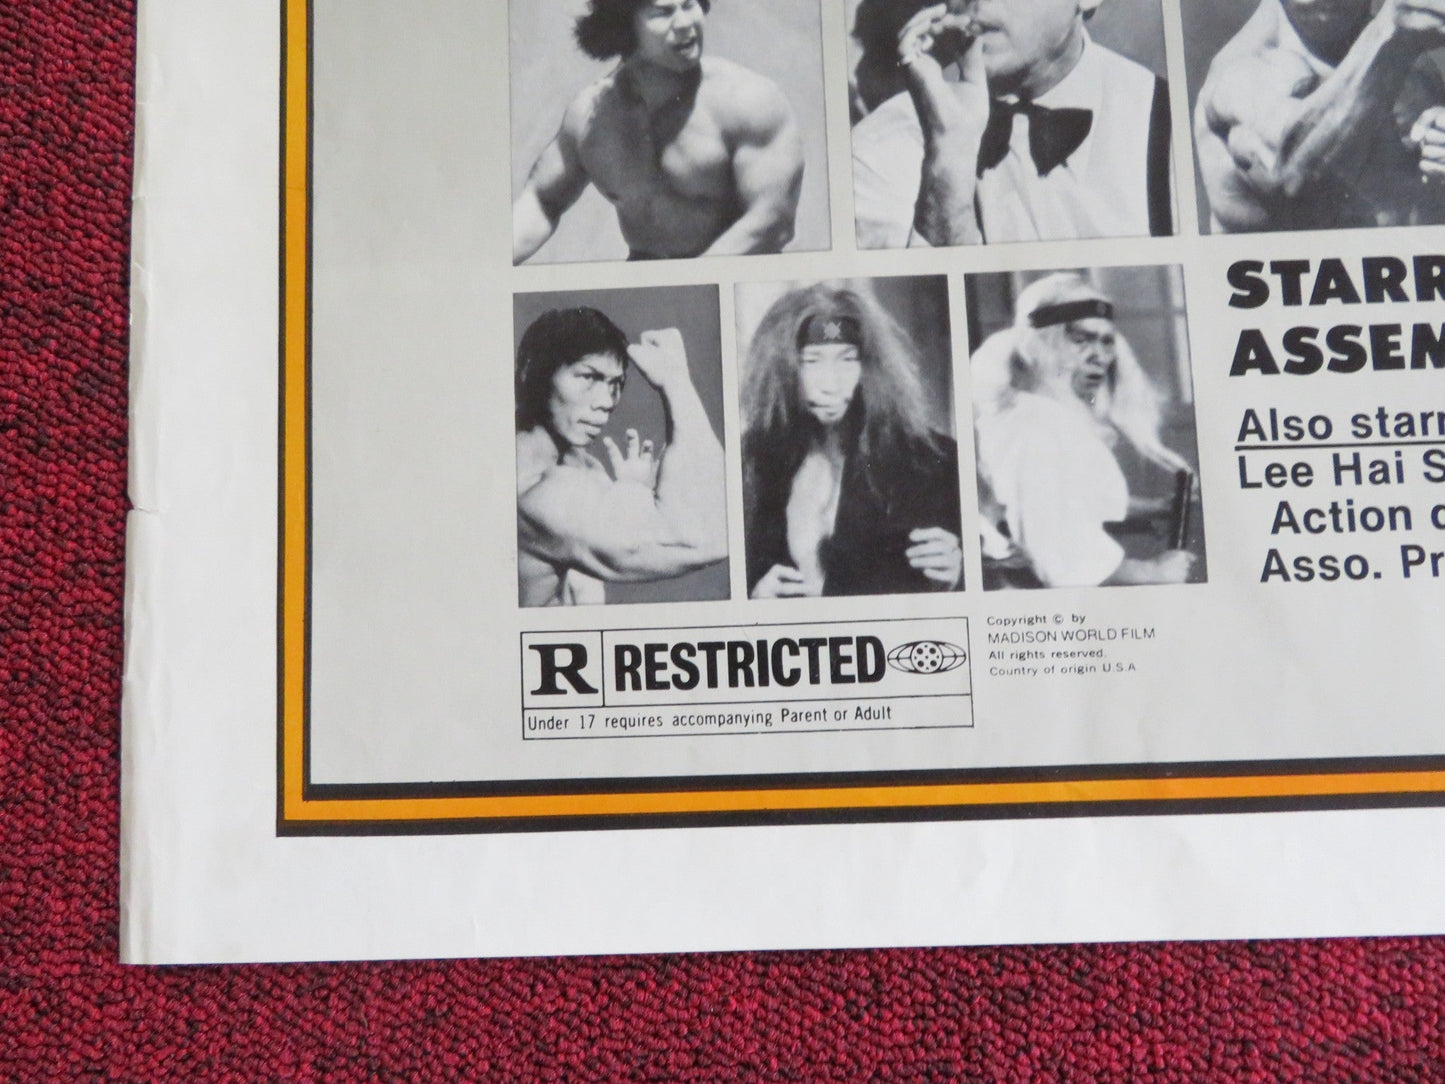 STARR
ASSEM
Also starr
Lee Hai S
Action
Asso. Pr
R RESTRICTED
Under 17 requires accompanying Parent or Adult
Copyright © by
MADISON WORLD FILM
All rights reserved.
Country of origin U.S.A